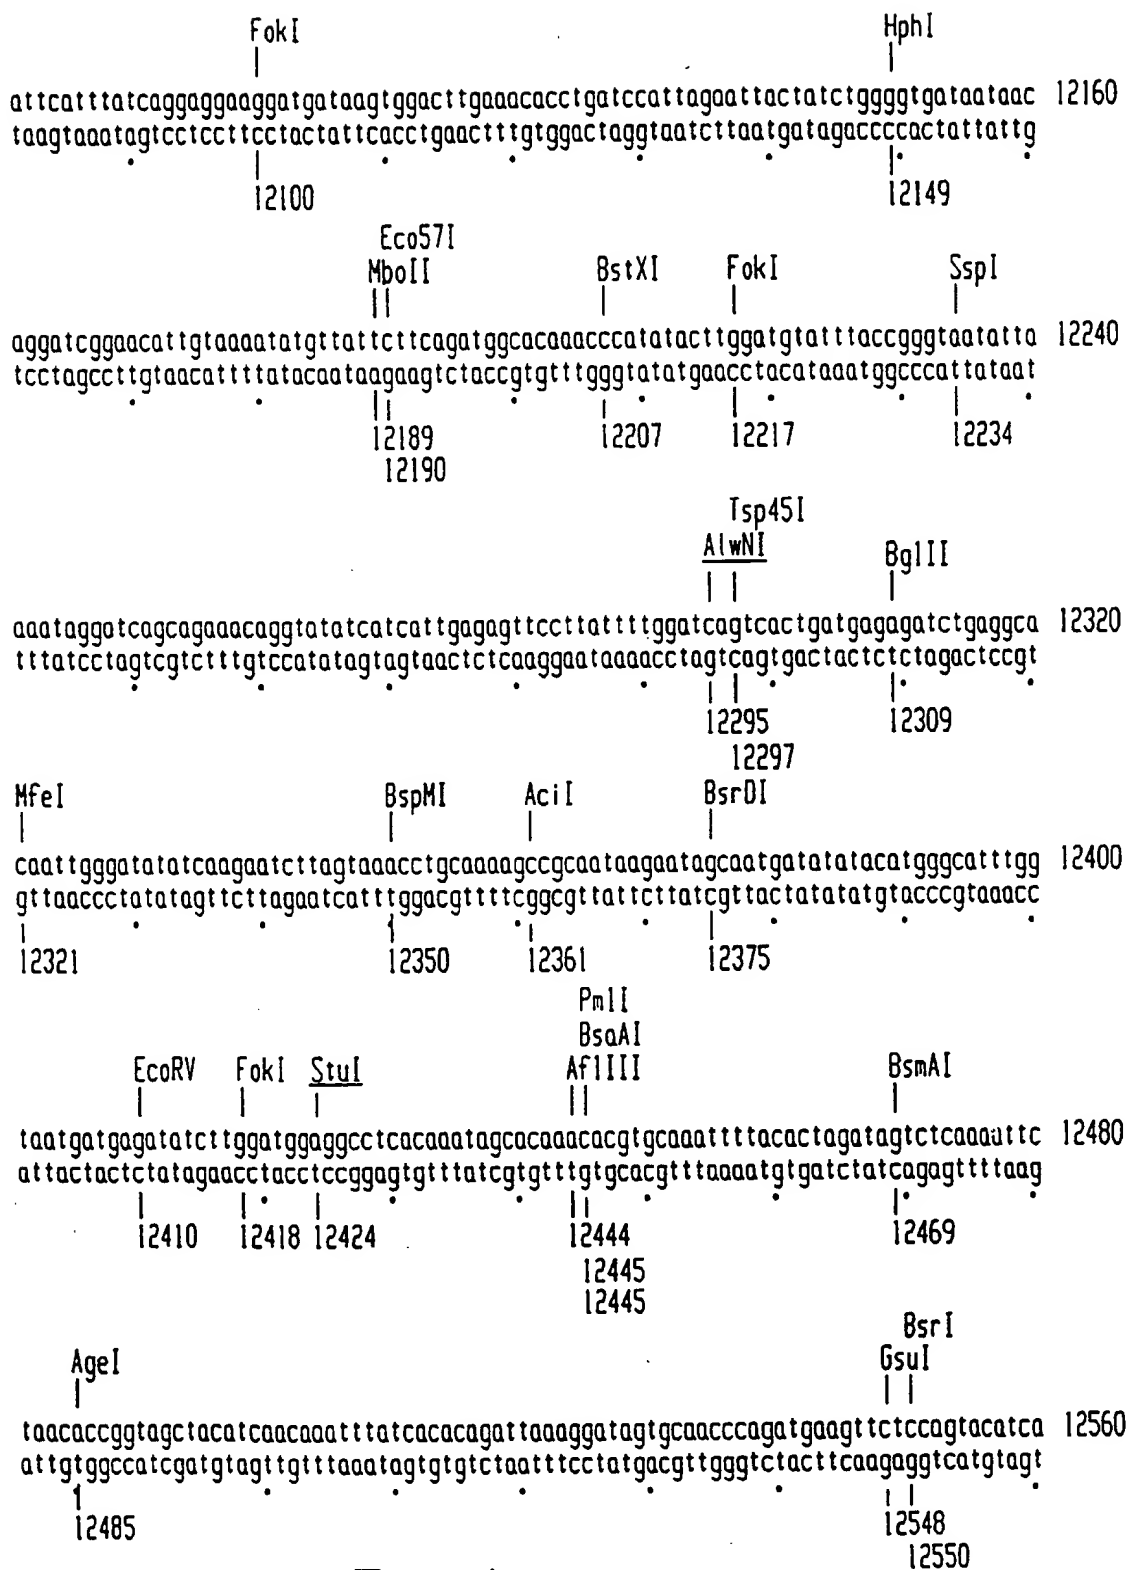 FokI HphI
attcatttatcaggaggaaggatgataagtggacttgaaacacctgatccattagaattactatctggggtgataataac 12160
taagtaaatagtcctccttcctactattcacctgaactttgtggactaggtaatcttaatgatagaccccactattattg
12100 12149
Eco57I
MboII BstXI FokI SspI
aggatcggaacattgtaaaatatgttattcttcagatggcacaaacccatatacttggatgtatttaccgggtaatatta 12240
tcctagccttgtaacattttatacaataagaagtctaccgtgtttgggtatatgaacctacataaatggcccattataat
12189 12207 12217 12234
12190
Tsp45I
AlwNI BglII
aaataggatcagcagaaacaggtatatcatcattgagagttccttattttggatcagtcactgatgagagatctgaggca 12320
tttatcctagtcgtctttgtccatatagtagtaactctcaaggaataaaacctagtcagtgactactctctagactccgt
12295 12309
12297
MfeI BspMI AciI BsrDI
caattgggatatatcaagaatcttagtaaacctgcaaaagccgcaataagaatagcaatgatatatacatgggcatttgg 12400
gttaaccctatatagttcttagaatcatttggacgttttcggcgttattcttatcgttactatatatgtacccgtaaacc
12321 12350 12361 12375
PmlI
BsaAI
EcoRV FokI StuI AflIII BsmAI
taatgatgagatatcttggatggaggcctcacaaatagcacaaacacgtgcaaattttacactagatagtctcaaaattc 12480
attactactctatagaacctacctccggagtgtttatcgtgtttgtgcacgtttaaaatgtgatctatcagagttttaag
12410 12418 12424 12444 12469
12445
12445
BsrI
AgeI GsuI
taacaccggtagctacatcaacaaatttatcacacagattaaaggatagtgcaacccagatgaagttctccagtacatca 12560
attgtggccatcgatgtagttgtttaaatagtgtgtctaatttcctatgacgttgggtctacttcaagaggtcatgtagt
12485 12548
12550